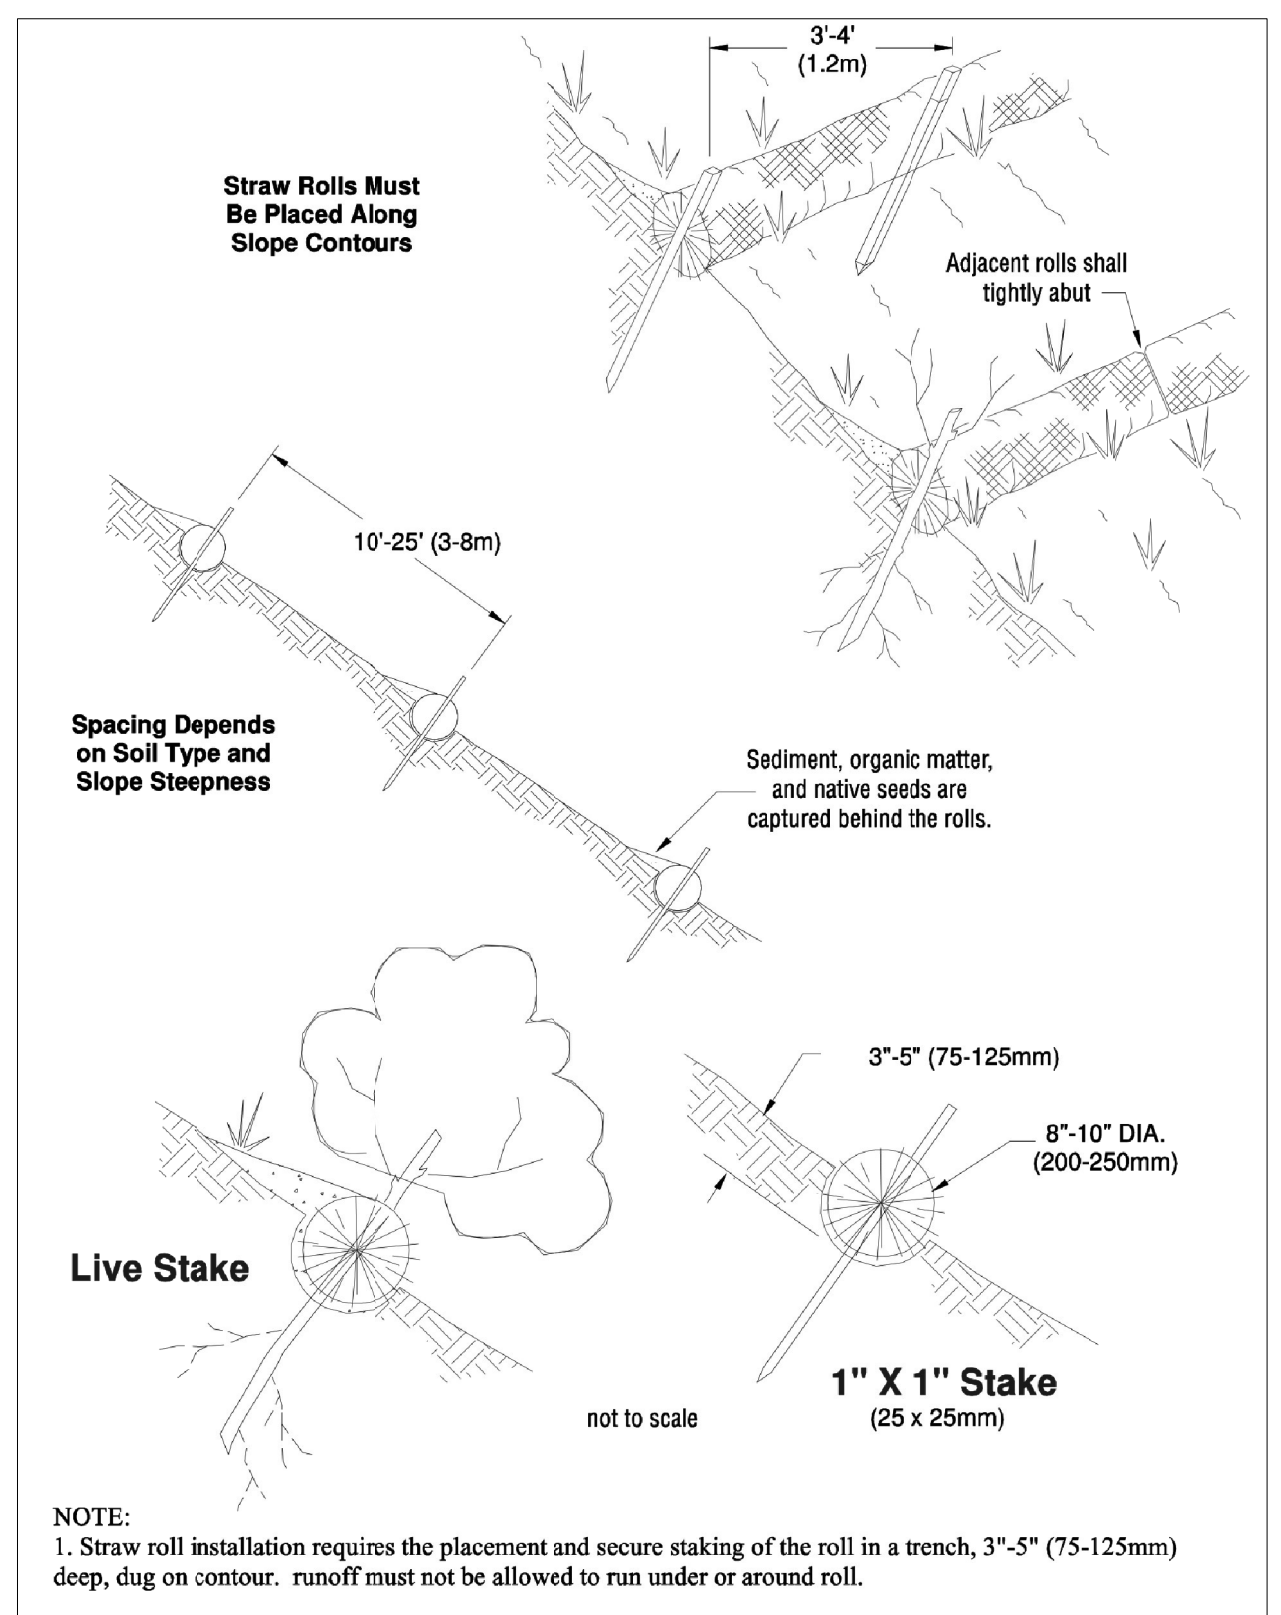 3'-4'
(1.2m)
Straw Rolls Must
Be Placed Along
Slope Contours
Adjacent rolls shall
tightly abut
10'-25' (3-8m)
Spacing Depends
on Soil Type and
Slope Steepness
Sediment, organic matter,
and native seeds are
captured behind the rolls.
3"-5" (75-125mm)
8"-10" DIA.
(200-250mm)
Live Stake
1" X 1" Stake
(25 x 25mm)
not to scale
NOTE:
1. Straw roll installation requires the placement and secure staking of the roll in a trench, 3"-5" (75-125mm)
deep, dug on contour. runoff must not be allowed to run under or around roll.